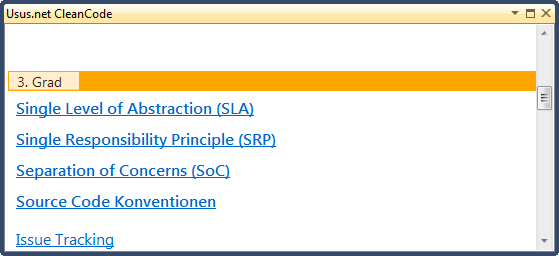 Usus.net CleanCode
3. Grad
Single Level of Abstraction (SLA)
Single Responsibility Principle (SRP)
Separation of Concerns (SoC)
Source Code Konventionen
Issue Tracking